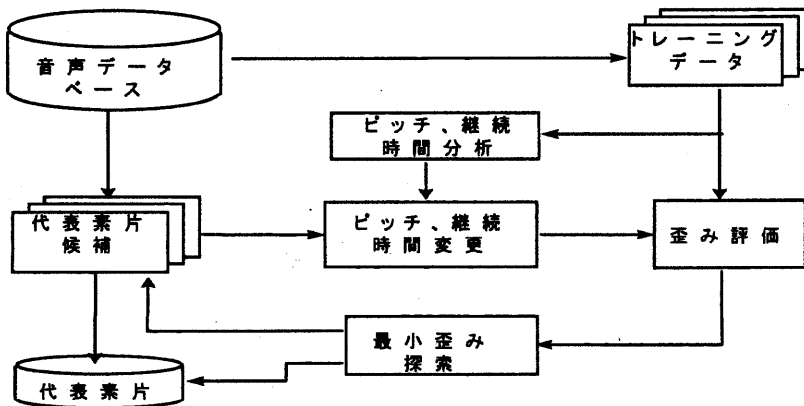 音声データ
ベース
トレーニング
データ
ピッチ、継続
時間分析
代表素片
候補
ピッチ、継続
時間変更
歪み評価
最小歪み
探索
代表素片